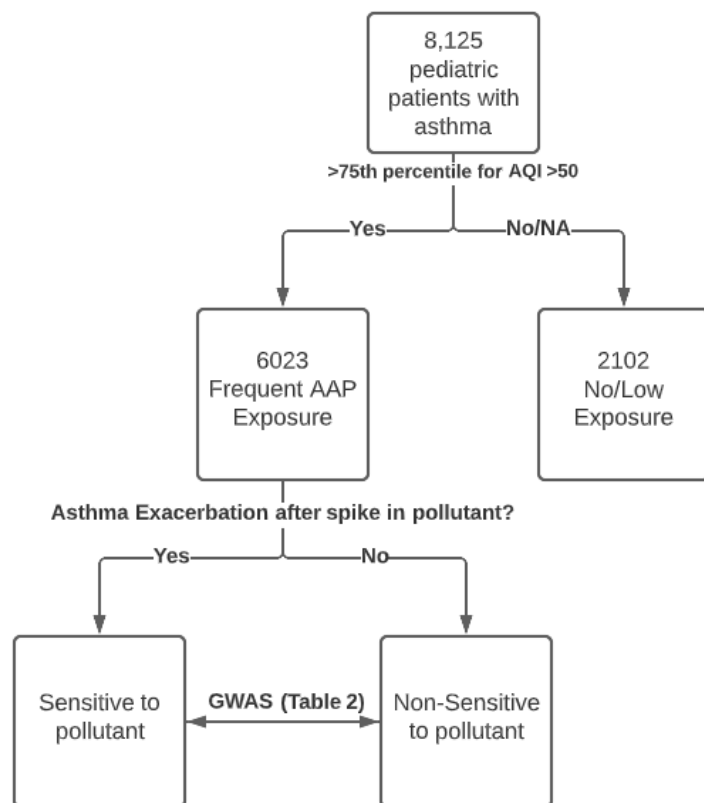 8,125
pediatric
patients with
asthma
>75th percentile for AQI >50
Yes
No/NA
6023
Frequent AAP
Exposure
2102
No/Low
Exposure
Asthma Exacerbation after spike in pollutant?
Yes
No
Sensitive to
pollutant
GWAS (Table 2)
Non-Sensitive
to pollutant